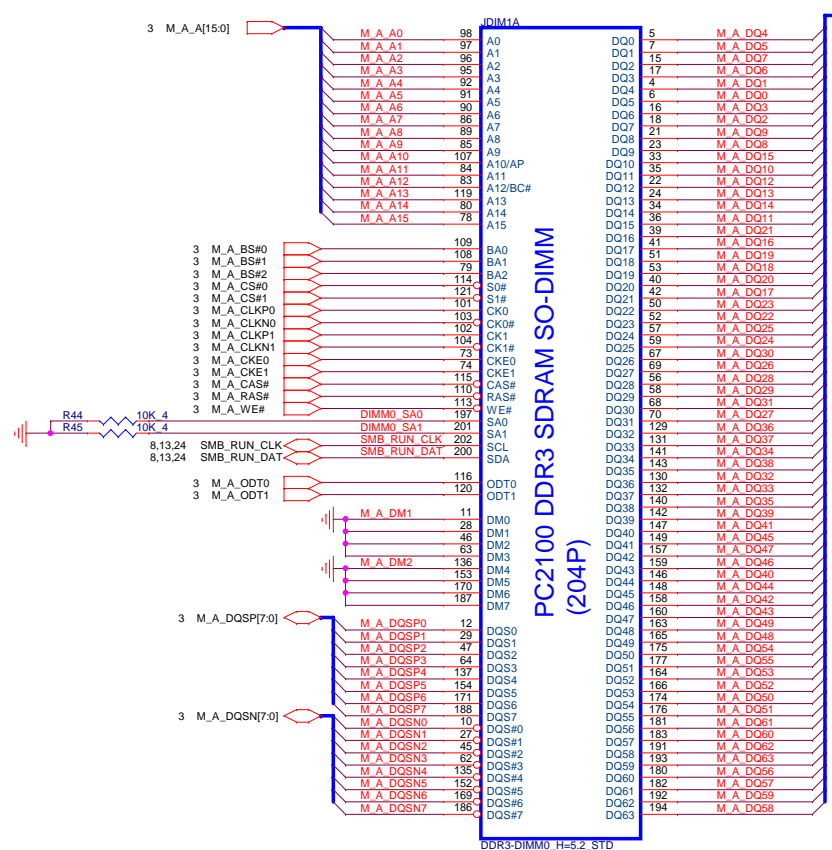 JDIM1A
3 M_A_A[15:0]
M_A_A0 98 A0 DQ0 5 M_A_DQ4
M_A_A1 97 A1 DQ1 7 M_A_DQ5
M_A_A2 96 A2 DQ2 15 M_A_DQ7
M_A_A3 95 A3 DQ3 17 M_A_DQ6
M_A_A4 92 A4 DQ4 4 M_A_DQ1
M_A_A5 91 A5 DQ5 6 M_A_DQ0
M_A_A6 90 A6 DQ6 16 M_A_DQ3
M_A_A7 86 A7 DQ7 18 M_A_DQ2
M_A_A8 89 A8 DQ8 21 M_A_DQ9
M_A_A9 85 A9 DQ9 23 M_A_DQ8
M_A_A10 107 A10/AP DQ10 33 M_A_DQ15
M_A_A11 84 A11 DQ11 35 M_A_DQ10
M_A_A12 83 A12/BC# DQ12 22 M_A_DQ12
M_A_A13 119 A13 DQ13 24 M_A_DQ13
M_A_A14 80 A14 DQ14 34 M_A_DQ14
M_A_A15 78 A15 DQ15 36 M_A_DQ11
DQ16 39 M_A_DQ21
3 M_A_BS#0 109 BA0 DQ17 41 M_A_DQ16
3 M_A_BS#1 108 BA1 DQ18 51 M_A_DQ19
3 M_A_BS#2 79 BA2 DQ19 53 M_A_DQ18
3 M_A_CS#0 114 S0# DQ20 40 M_A_DQ20
3 M_A_CS#1 121 S1# DQ21 42 M_A_DQ17
3 M_A_CLKP0 101 CK0 DQ22 50 M_A_DQ23
3 M_A_CLKN0 103 CK0# DQ23 52 M_A_DQ22
3 M_A_CLKP1 102 CK1 DQ24 57 M_A_DQ25
3 M_A_CLKN1 104 CK1# DQ25 59 M_A_DQ24
3 M_A_CKE0 73 CKE0 DQ26 67 M_A_DQ30
3 M_A_CKE1 74 CKE1 DQ27 69 M_A_DQ26
3 M_A_CAS# 115 CAS# DQ28 56 M_A_DQ28
3 M_A_RAS# 110 RAS# DQ29 58 M_A_DQ29
3 M_A_WE# 113 WE# DQ30 68 M_A_DQ31
R44 10K_4 DIMM0_SA0 197 SA0 DQ31 70 M_A_DQ27
R45 10K_4 DIMM0_SA1 201 SA1 DQ32 129 M_A_DQ36
8,13,24 SMB_RUN_CLK SMB_RUN_CLK 202 SCL DQ33 131 M_A_DQ37
8,13,24 SMB_RUN_DAT SMB_RUN_DAT 200 SDA DQ34 141 M_A_DQ34
DQ35 143 M_A_DQ38
3 M_A_ODT0 116 ODT0 DQ36 130 M_A_DQ32
3 M_A_ODT1 120 ODT1 DQ37 132 M_A_DQ33
DQ38 140 M_A_DQ35
M_A_DM1 11 DM0 DQ39 142 M_A_DQ39
28 DM1 DQ40 147 M_A_DQ41
46 DM2 DQ41 149 M_A_DQ45
63 DM3 DQ42 157 M_A_DQ47
M_A_DM2 136 DM4 DQ43 159 M_A_DQ46
153 DM5 DQ44 146 M_A_DQ40
170 DM6 DQ45 148 M_A_DQ44
187 DM7 DQ46 158 M_A_DQ42
3 M_A_DQSP[7:0] DQ47 160 M_A_DQ43
M_A_DQSP0 12 DQS0 DQ48 163 M_A_DQ49
M_A_DQSP1 29 DQS1 DQ49 165 M_A_DQ48
M_A_DQSP2 47 DQS2 DQ50 175 M_A_DQ54
M_A_DQSP3 64 DQS3 DQ51 177 M_A_DQ55
M_A_DQSP4 137 DQS4 DQ52 164 M_A_DQ53
M_A_DQSP5 154 DQS5 DQ53 166 M_A_DQ52
M_A_DQSP6 171 DQS6 DQ54 174 M_A_DQ50
M_A_DQSP7 188 DQS7 DQ55 176 M_A_DQ51
3 M_A_DQSN[7:0] M_A_DQSN0 10 DQS#0 DQ56 181 M_A_DQ61
M_A_DQSN1 27 DQS#1 DQ57 183 M_A_DQ60
M_A_DQSN2 45 DQS#2 DQ58 191 M_A_DQ62
M_A_DQSN3 62 DQS#3 DQ59 193 M_A_DQ63
M_A_DQSN4 135 DQS#4 DQ60 180 M_A_DQ56
M_A_DQSN5 152 DQS#5 DQ61 182 M_A_DQ57
M_A_DQSN6 169 DQS#6 DQ62 192 M_A_DQ59
M_A_DQSN7 186 DQS#7 DQ63 194 M_A_DQ58
PC2100 DDR3 SDRAM SO-DIMM
(204P)
DDR3-DIMM0_H=5.2_STD